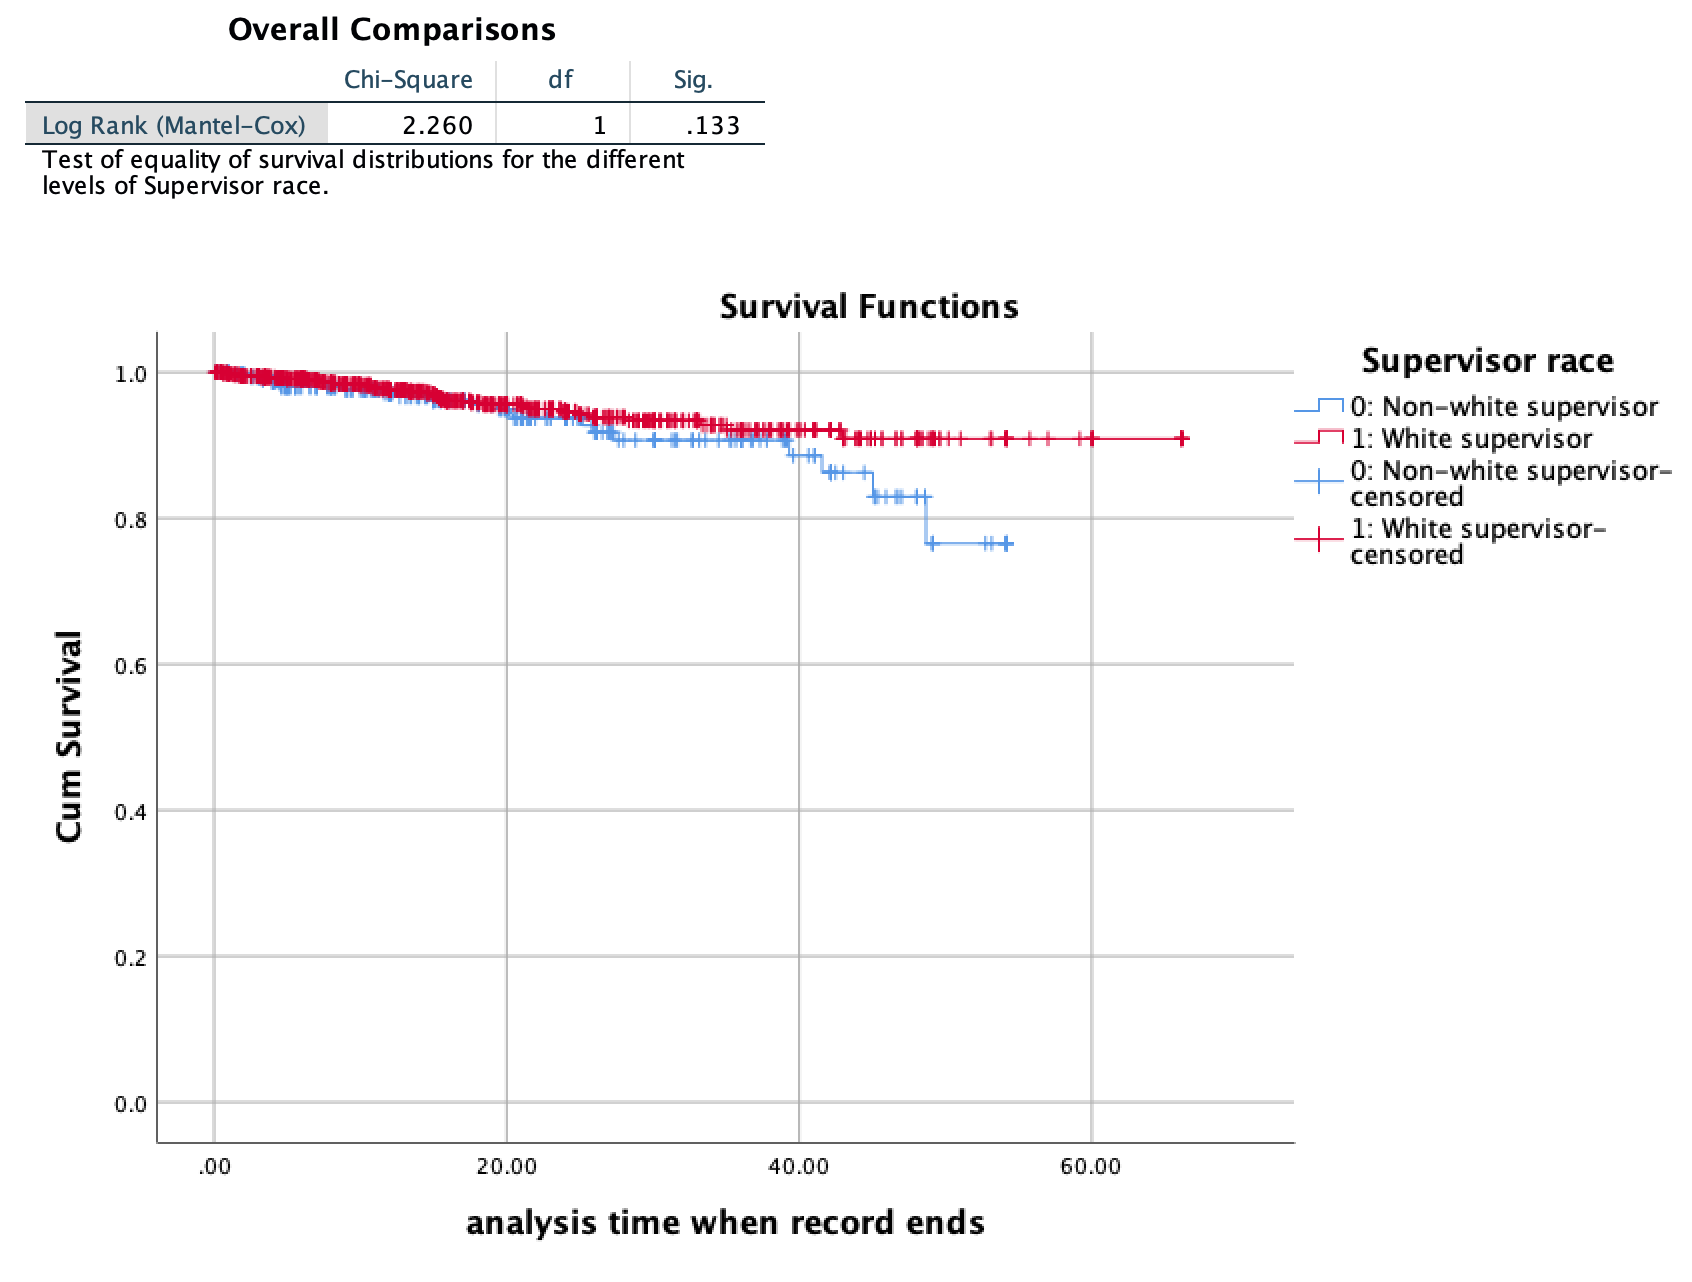 Overall Comparisons
Chi-Square df Sig.
Log Rank (Mantel-Cox) 2.260 1 .133
Test of equality of survival distributions for the different
levels of Supervisor race.
Survival Functions
Supervisor race
0: Non-white supervisor
1: White supervisor
0: Non-white supervisor-
censored
1: White supervisor-
censored
Cum Survival
1.0
0.8
0.6
0.4
0.2
0.0
.00 20.00 40.00 60.00
analysis time when record ends